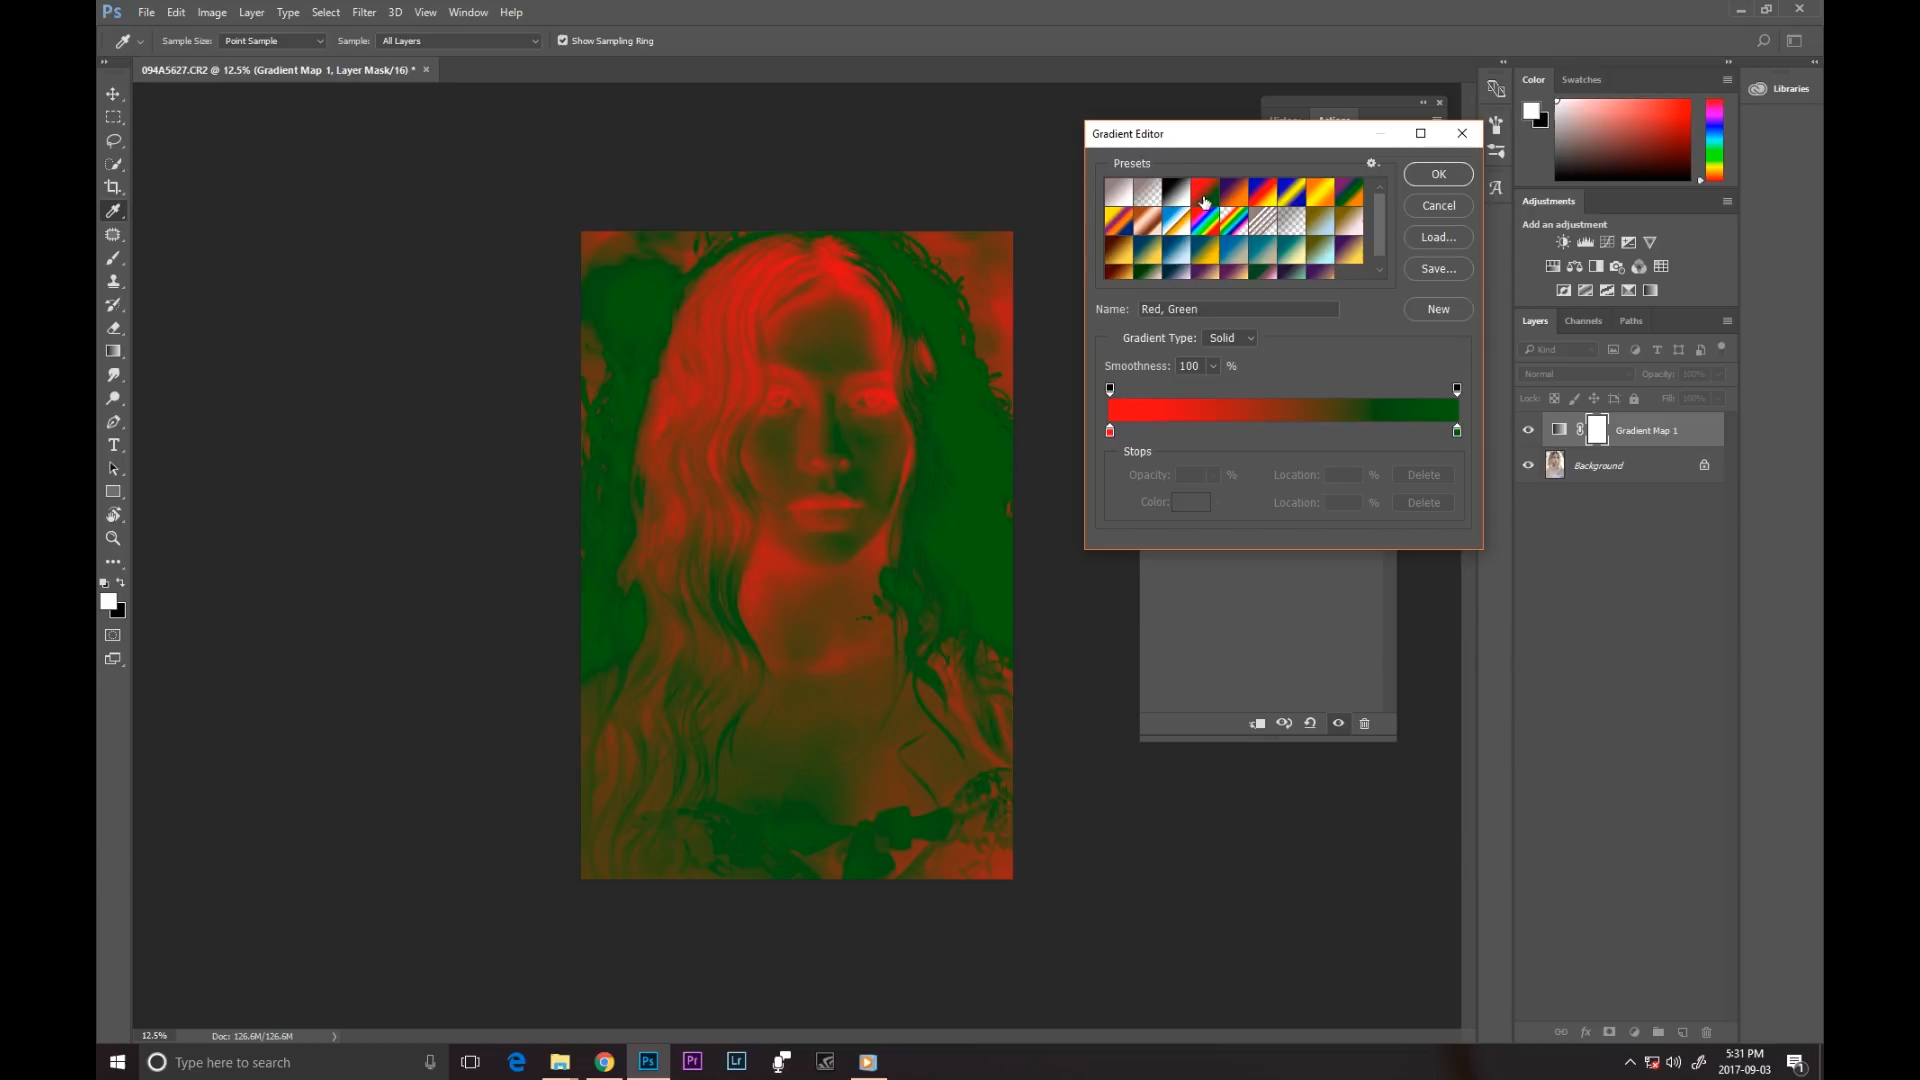 Ps File Edit Image Layer Type Select Filter 3D View Window Help
Sample Size: Point Sample Sample: All Layers Show Sampling Ring
094A5627.CR2 @ 12.5% (Gradient Map 1, Layer Mask/16) *
Color Swatches
Libraries
Gradient Editor
Presets
OK
Cancel
Load...
Save...
Name: Red, Green
New
Gradient Type: Solid
Smoothness: 100 %
Stops
Opacity: % Location: % Delete
Color: Location: % Delete
Adjustments
Add an adjustment
Layers Channels Paths
Kind
Normal Opacity: 100%
Lock: Fill: 100%
Gradient Map 1
Background
12.5% Doc: 126.6M/126.6M
Type here to search
Ps Pr Lr
5:31 PM
2017-09-03
1